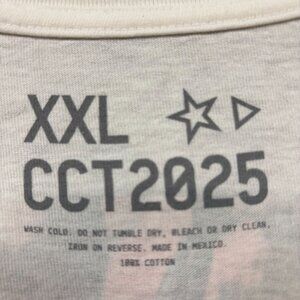 XXL
CCT2025
WASH COLD. DO NOT TUMBLE DRY, BLEACH OR DRY CLEAN.
IRON ON REVERSE. MADE IN MEXICO.
100% COTTON